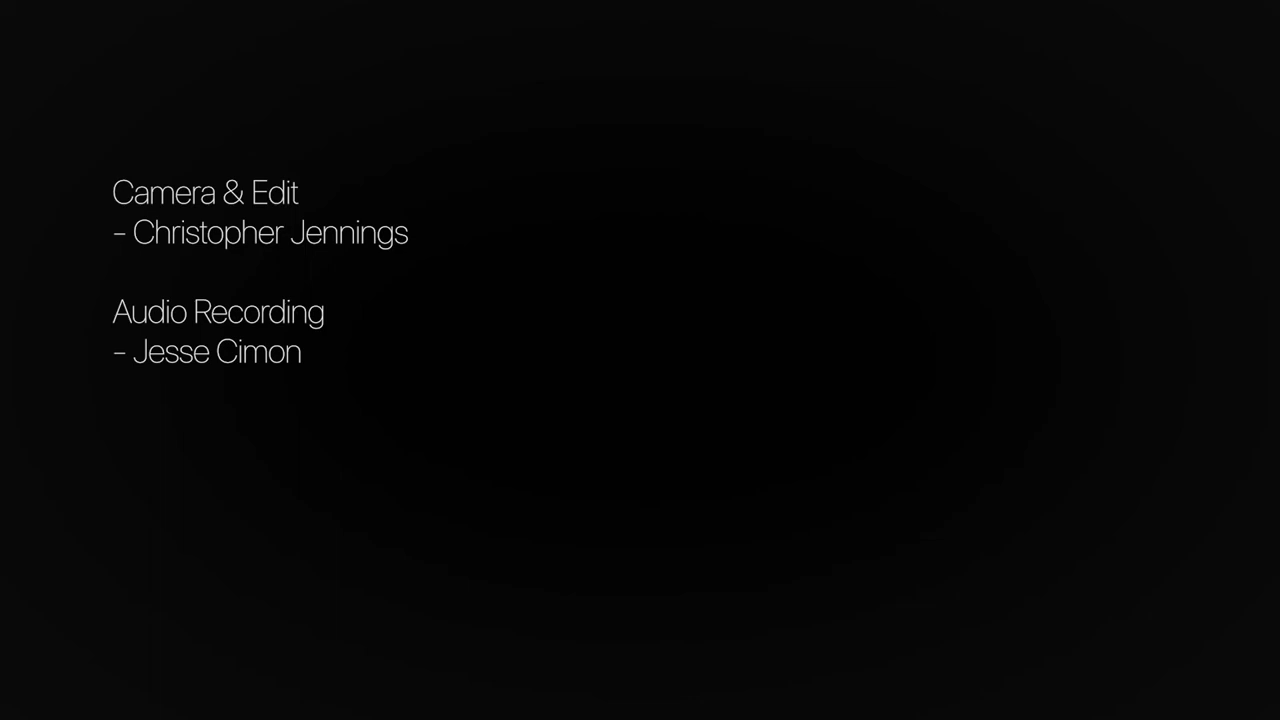 Camera & Edit
- Christopher Jennings
Audio Recording
- Jesse Cimon